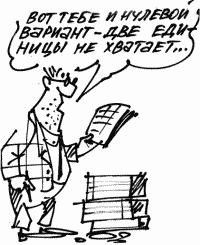 ВОТ ТЕБЕ И НУЛЕВОЙ
ВАРИАНТ-ДВЕ ЕДИ-
НИЦЫ НЕ ХВАТАЕТ...